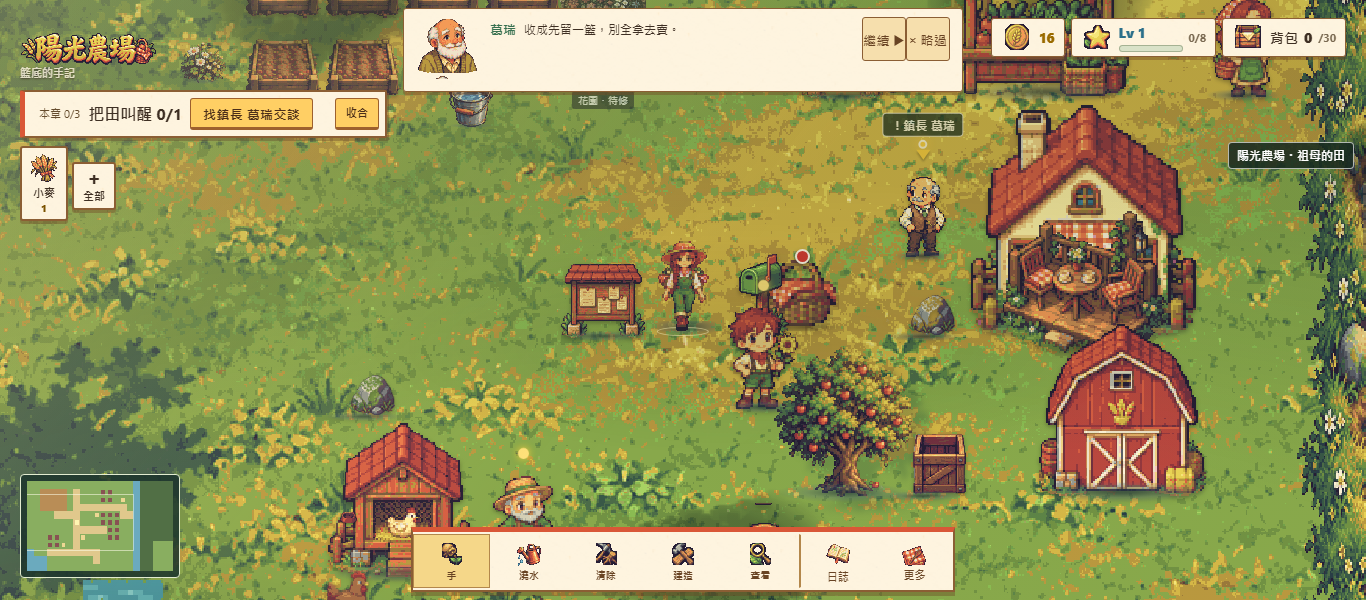 陽光農場
籃底的手記
葛瑞 收成先留一籃，別全拿去賣。
繼續 ▶
× 略過
16
Lv 1
0/8
背包 0 /30
本章 0/3 把田叫醒 0/1
找鎮長 葛瑞交談
收合
花圃 · 待修
! 鎮長 葛瑞
陽光農場 · 祖母的田
小麥
1
+
全部
手
澆水
清除
建造
查看
日誌
更多